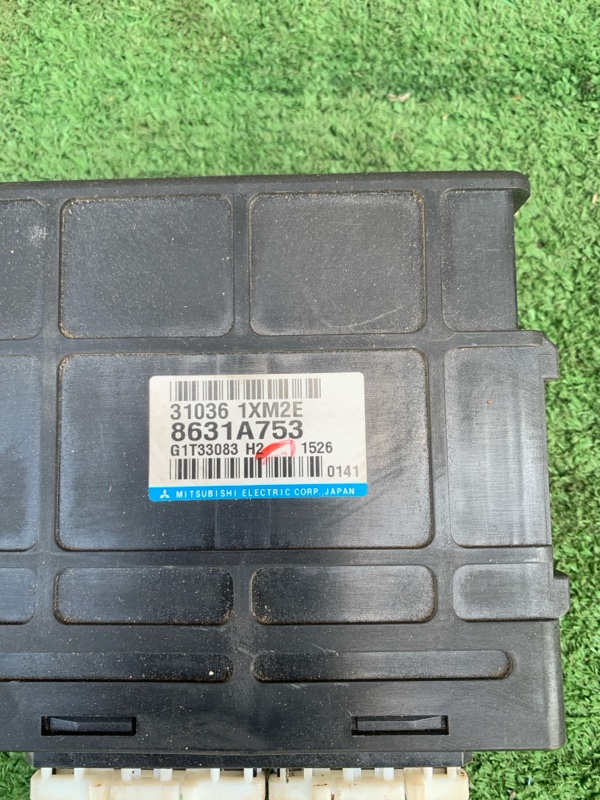 31036 1XM2E
8631A753
G1T33083 H2 1526
0141
MITSUBISHI ELECTRIC CORP., JAPAN